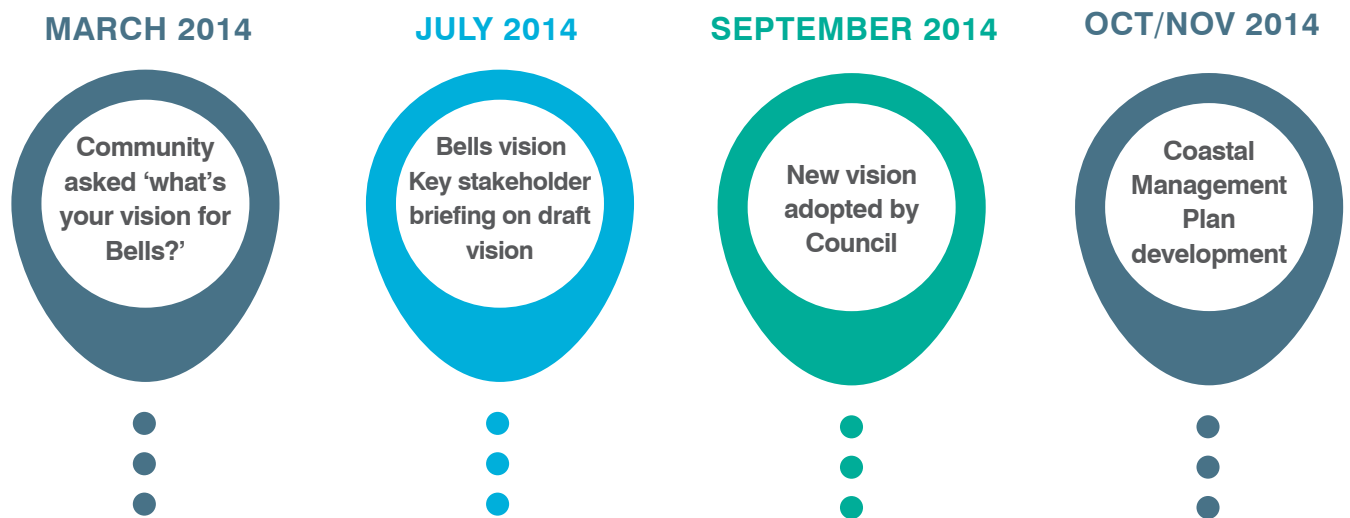 MARCH 2014
Community
asked ‘what’s
your vision for
Bells?’
JULY 2014
Bells vision
Key stakeholder
briefing on draft
vision
SEPTEMBER 2014
New vision
adopted by
Council
OCT/NOV 2014
Coastal
Management
Plan
development